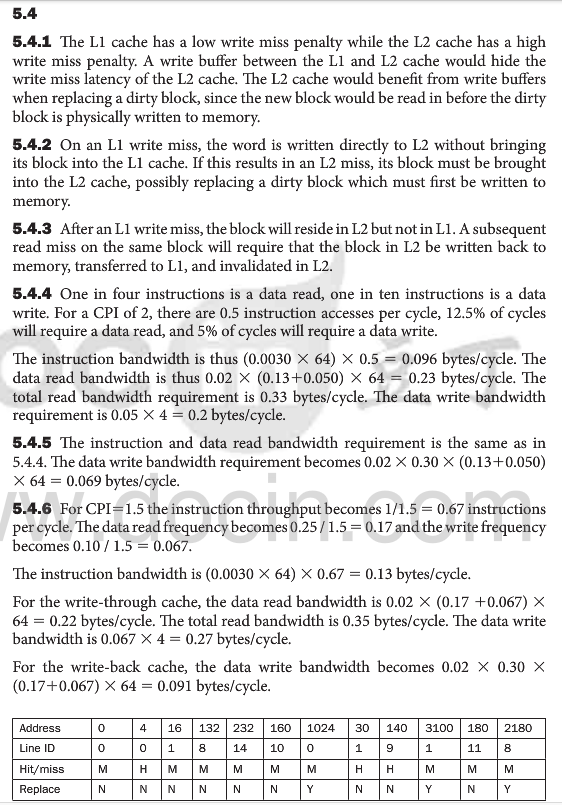 5.4
5.4.1 The L1 cache has a low write miss penalty while the L2 cache has a high
write miss penalty. A write buffer between the L1 and L2 cache would hide the
write miss latency of the L2 cache. The L2 cache would benefit from write buffers
when replacing a dirty block, since the new block would be read in before the dirty
block is physically written to memory.
5.4.2 On an L1 write miss, the word is written directly to L2 without bringing
its block into the L1 cache. If this results in an L2 miss, its block must be brought
into the L2 cache, possibly replacing a dirty block which must first be written to
memory.
5.4.3 After an L1 write miss, the block will reside in L2 but not in L1. A subsequent
read miss on the same block will require that the block in L2 be written back to
memory, transferred to L1, and invalidated in L2.
5.4.4 One in four instructions is a data read, one in ten instructions is a data
write. For a CPI of 2, there are 0.5 instruction accesses per cycle, 12.5% of cycles
will require a data read, and 5% of cycles will require a data write.
The instruction bandwidth is thus (0.0030 × 64) × 0.5 = 0.096 bytes/cycle. The
data read bandwidth is thus 0.02 × (0.13+0.050) × 64 = 0.23 bytes/cycle. The
total read bandwidth requirement is 0.33 bytes/cycle. The data write bandwidth
requirement is 0.05 × 4 = 0.2 bytes/cycle.
5.4.5 The instruction and data read bandwidth requirement is the same as in
5.4.4. The data write bandwidth requirement becomes 0.02 × 0.30 × (0.13+0.050)
× 64 = 0.069 bytes/cycle.
5.4.6 For CPI=1.5 the instruction throughput becomes 1/1.5 = 0.67 instructions
per cycle. The data read frequency becomes 0.25 / 1.5 = 0.17 and the write frequency
becomes 0.10 / 1.5 = 0.067.
The instruction bandwidth is (0.0030 × 64) × 0.67 = 0.13 bytes/cycle.
For the write-through cache, the data read bandwidth is 0.02 × (0.17 +0.067) ×
64 = 0.22 bytes/cycle. The total read bandwidth is 0.35 bytes/cycle. The data write
bandwidth is 0.067 × 4 = 0.27 bytes/cycle.
For the write-back cache, the data write bandwidth becomes 0.02 × 0.30 ×
(0.17+0.067) × 64 = 0.091 bytes/cycle.
Address 0 4 16 132 232 160 1024 30 140 3100 180 2180
Line ID 0 0 1 8 14 10 0 1 9 1 11 8
Hit/miss M H M M M M M H H M M M
Replace N N N N N N Y N N Y N Y